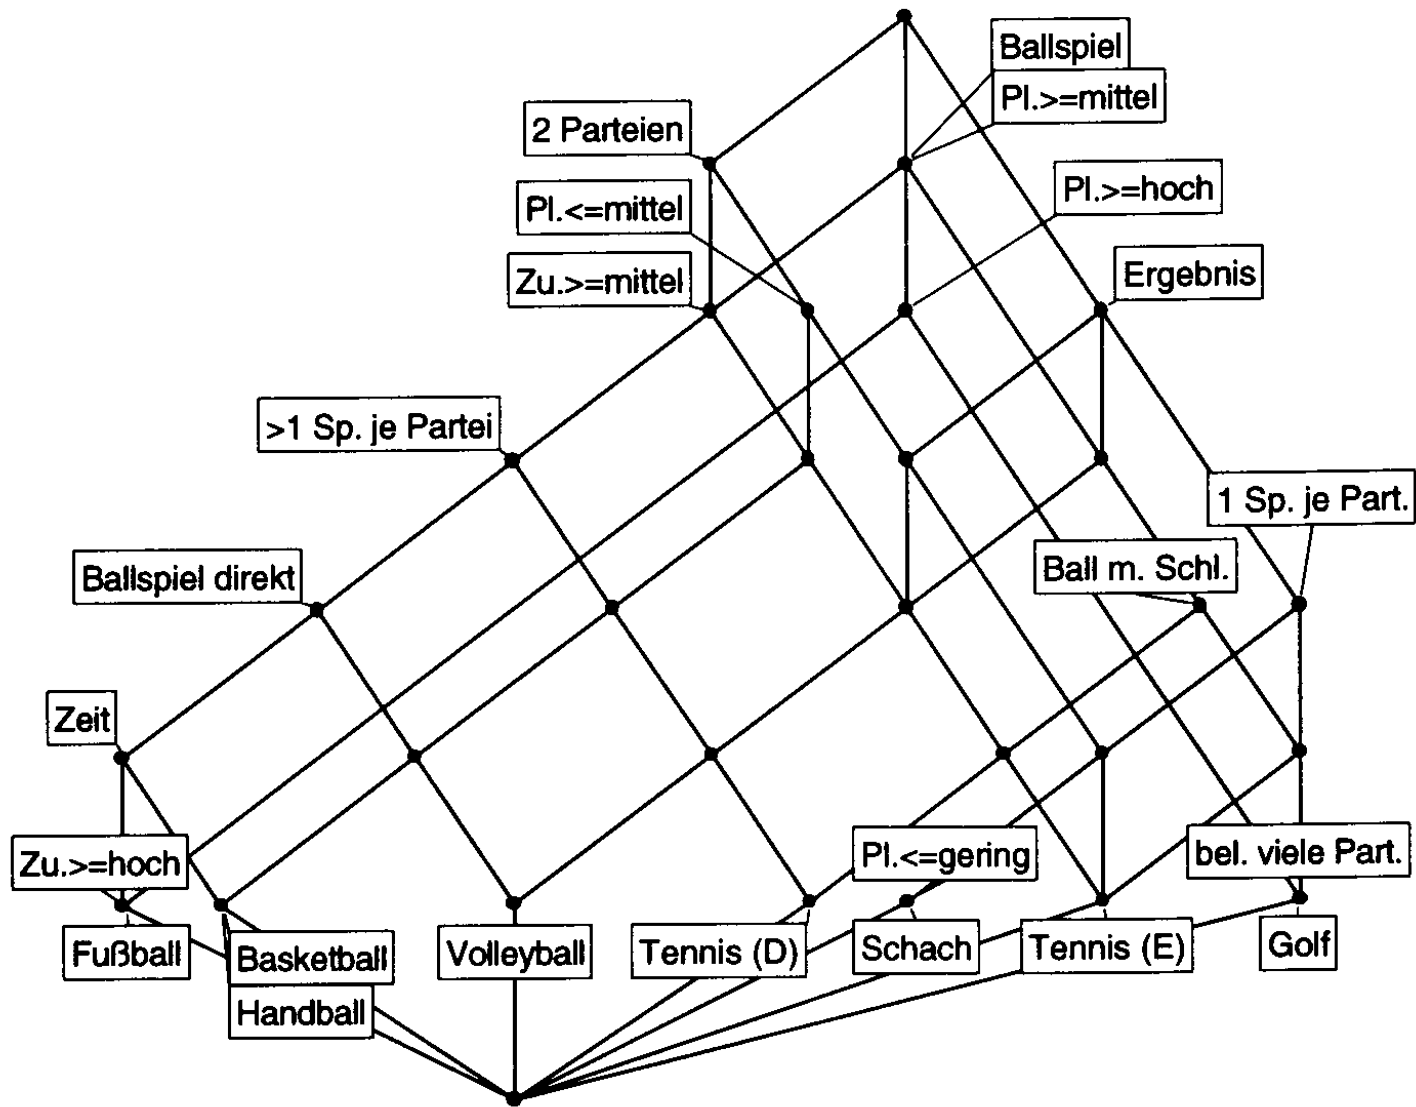 Ballspiel
Pl.>=mittel
2 Parteien
Pl.>=hoch
Pl.<=mittel
Ergebnis
Zu.>=mittel
>1 Sp. je Partei
1 Sp. je Part.
Ball m. Schl.
Ballspiel direkt
Zeit
Zu.>=hoch
Pl.<=gering
bel. viele Part.
Fußball
Basketball
Handball
Volleyball
Tennis (D)
Schach
Tennis (E)
Golf